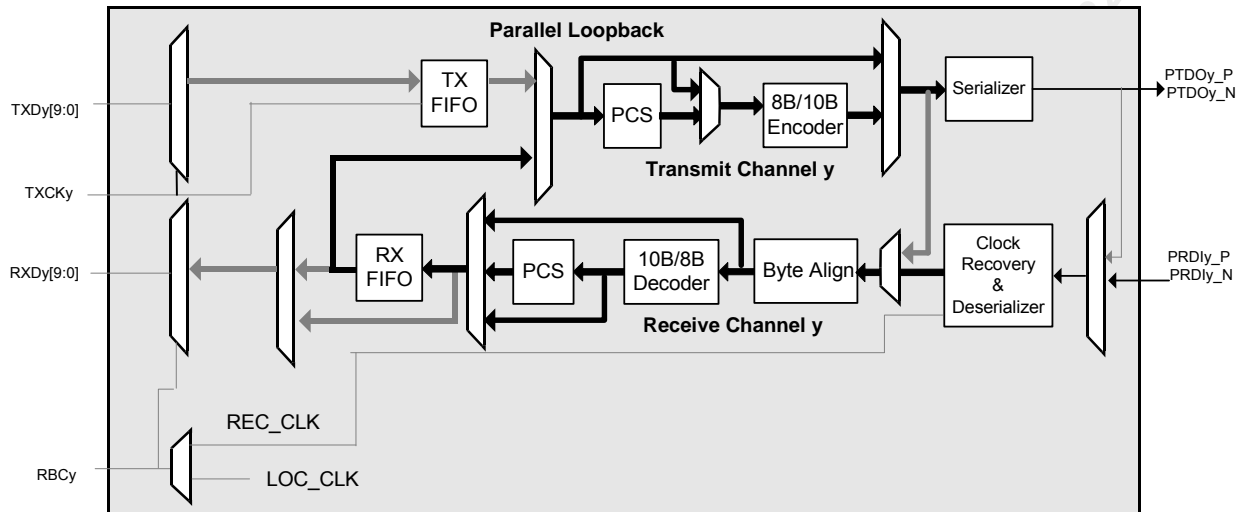 Parallel Loopback
TX
FIFO
TXDy[9:0]
PCS
8B/10B
Encoder
Serializer
PTDOy_P
PTDOy_N
Transmit Channel y
TXCKy
RXDy[9:0]
RX
FIFO
PCS
10B/8B
Decoder
Byte Align
Clock
Recovery
&
Deserializer
PRDIy_P
PRDIy_N
Receive Channel y
REC_CLK
RBCy
LOC_CLK